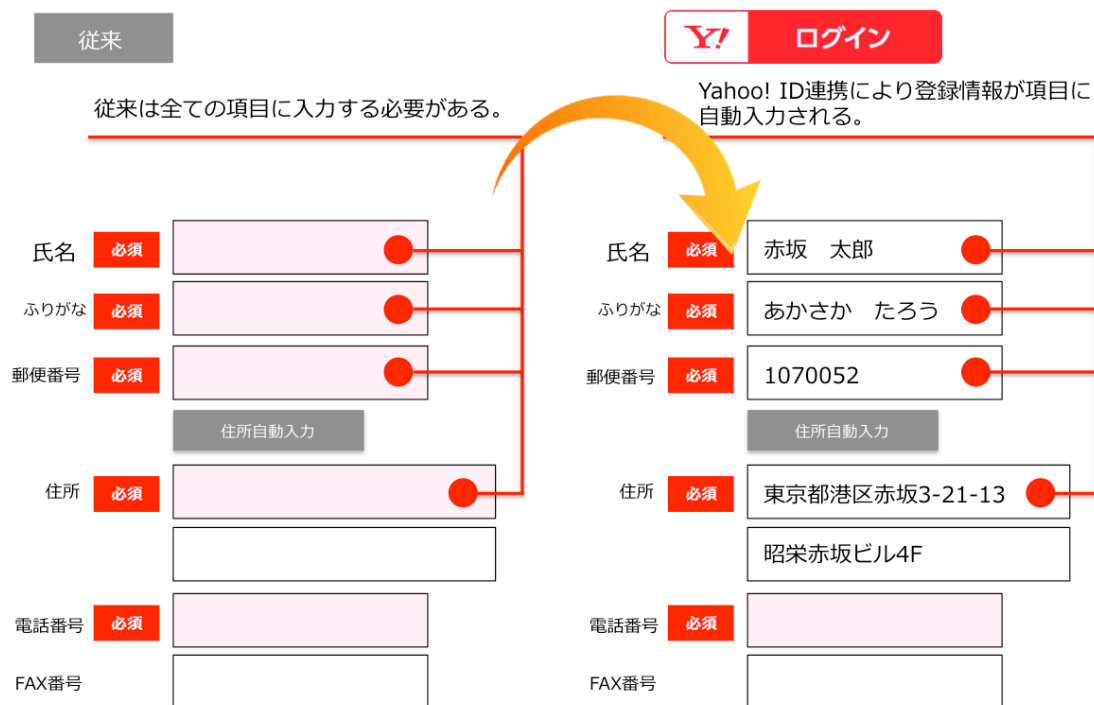 従来
従来は全ての項目に入力する必要がある。
氏名 必須
ふりがな 必須
郵便番号 必須
住所自動入力
住所 必須
電話番号 必須
FAX番号
Y! ログイン
Yahoo! ID連携により登録情報が項目に
自動入力される。
氏名 必須 赤坂　太郎
ふりがな 必須 あかさか　たろう
郵便番号 必須 1070052
住所自動入力
住所 必須 東京都港区赤坂3-21-13
昭栄赤坂ビル4F
電話番号 必須
FAX番号